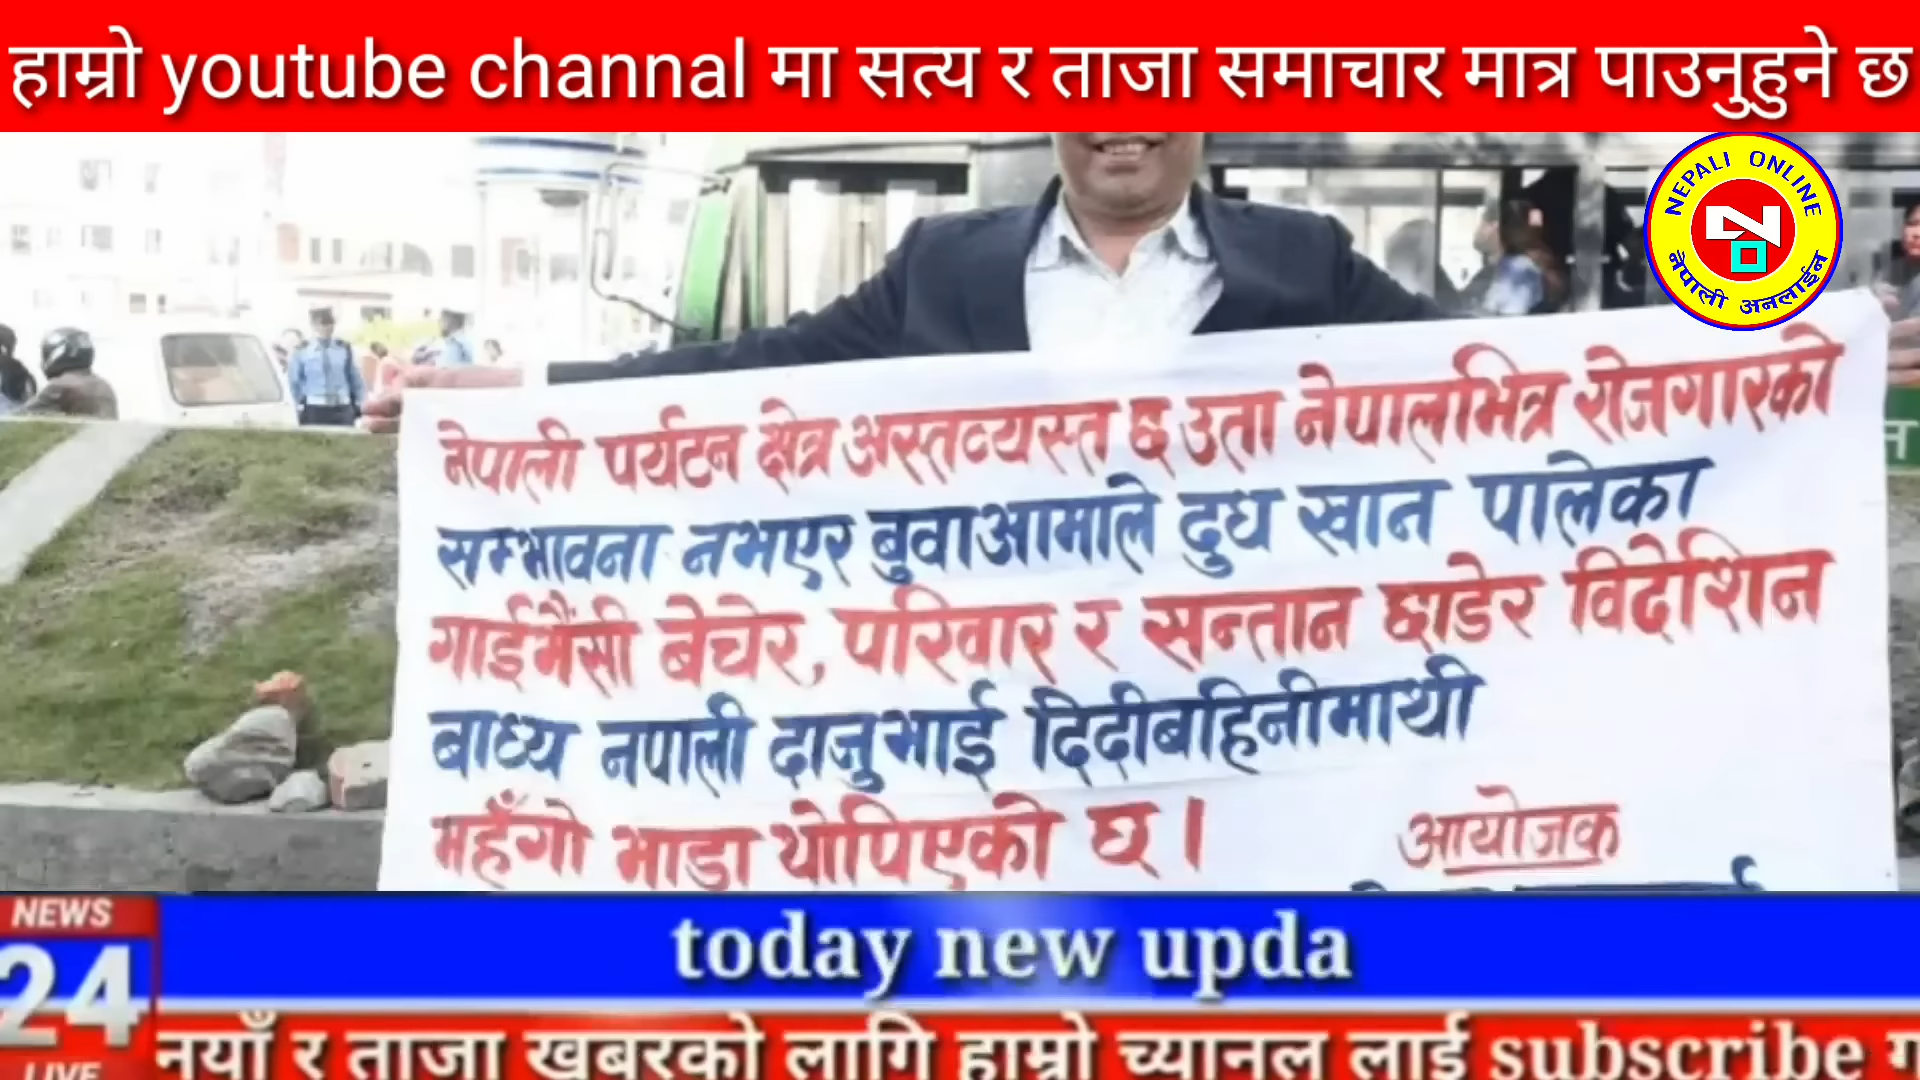 हाम्रो youtube channal मा सत्य र ताजा समाचार मात्र पाउनुहुने छ
NEPALI ONLINE
नेपाली अनलाईन
नेपाली पर्यटन क्षेत्र अस्तव्यस्त छ उता नेपालभित्र रोजगारको
सम्भावना नभएर बुवाआमाले दुध खान पालेका
गाईभैंसी बेचेर, परिवार र सन्तान छाडेर विदेशिन
बाध्य नपाली दाजुभाई दिदीबहिनीमाथी
महँगो भाडा थोपिएको छ ।
आयोजक
NEWS
24
LIVE
today new upda
नयाँ र ताजा खबरको लागि हाम्रो च्यानल लाई subscribe ग